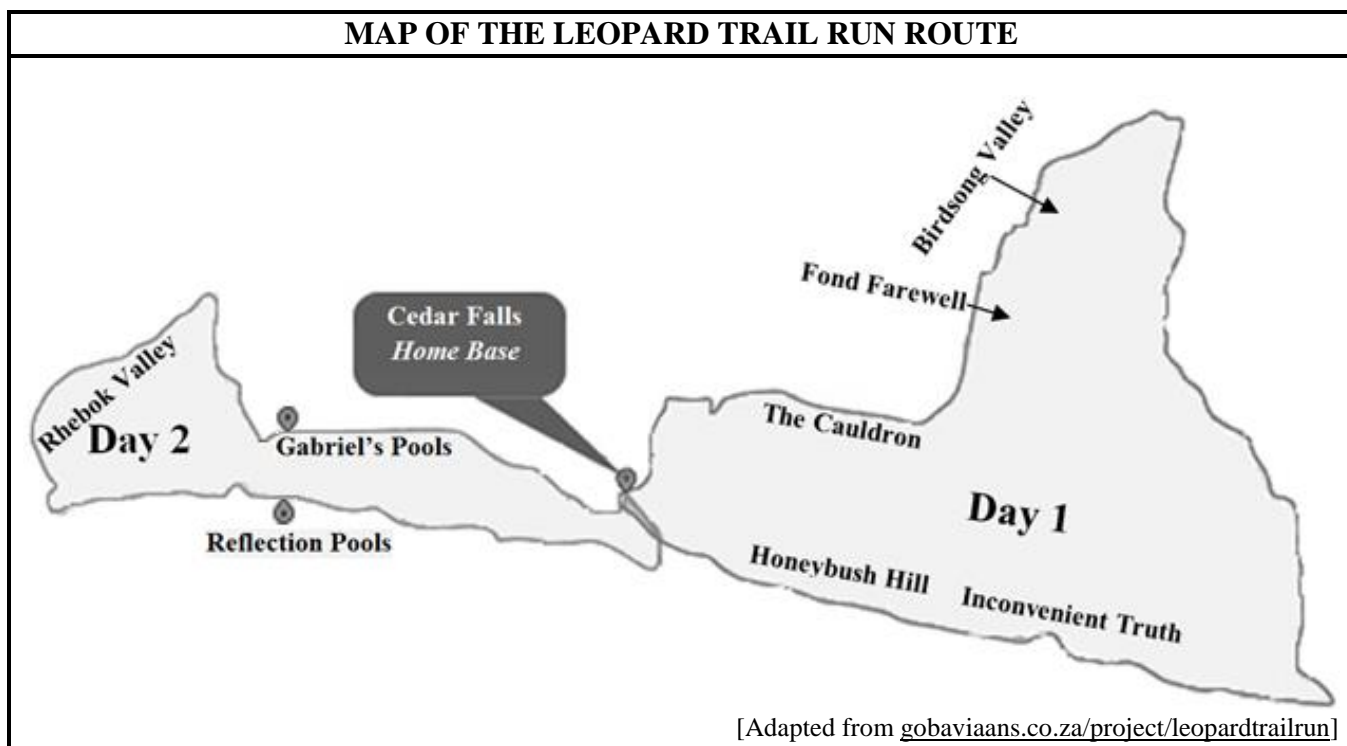 MAP OF THE LEOPARD TRAIL RUN ROUTE
Birdsong Valley
Fond Farewell
Cedar Falls
Home Base
Rhebok Valley
Day 2
Gabriel's Pools
The Cauldron
Reflection Pools
Day 1
Honeybush Hill
Inconvenient Truth
[Adapted from gobaviaans.co.za/project/leopardtrailrun]